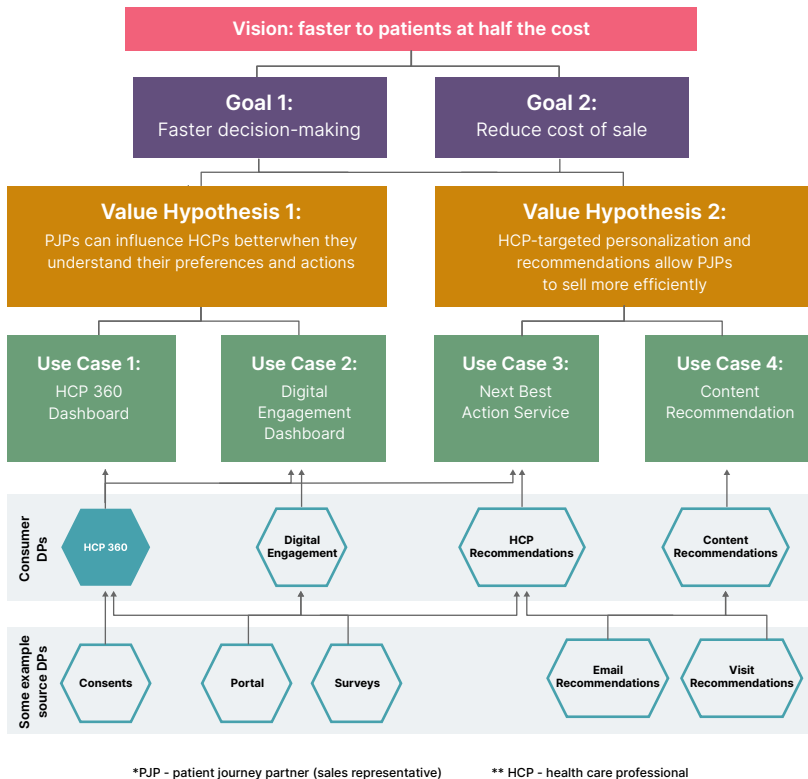 Vision: faster to patients at half the cost
Goal 1:
Faster decision-making
Goal 2:
Reduce cost of sale
Value Hypothesis 1:
PJPs can influence HCPs betterwhen they
understand their preferences and actions
Value Hypothesis 2:
HCP-targeted personalization and
recommendations allow PJPs
to sell more efficiently
Use Case 1:
HCP 360
Dashboard
Use Case 2:
Digital
Engagement
Dashboard
Use Case 3:
Next Best
Action Service
Use Case 4:
Content
Recommendation
Consumer
DPs
HCP 360
Digital
Engagement
HCP
Recommendations
Content
Recommendations
Some example
source DPs
Consents
Portal
Surveys
Email
Recommendations
Visit
Recommendations
*PJP - patient journey partner (sales representative)
** HCP - health care professional